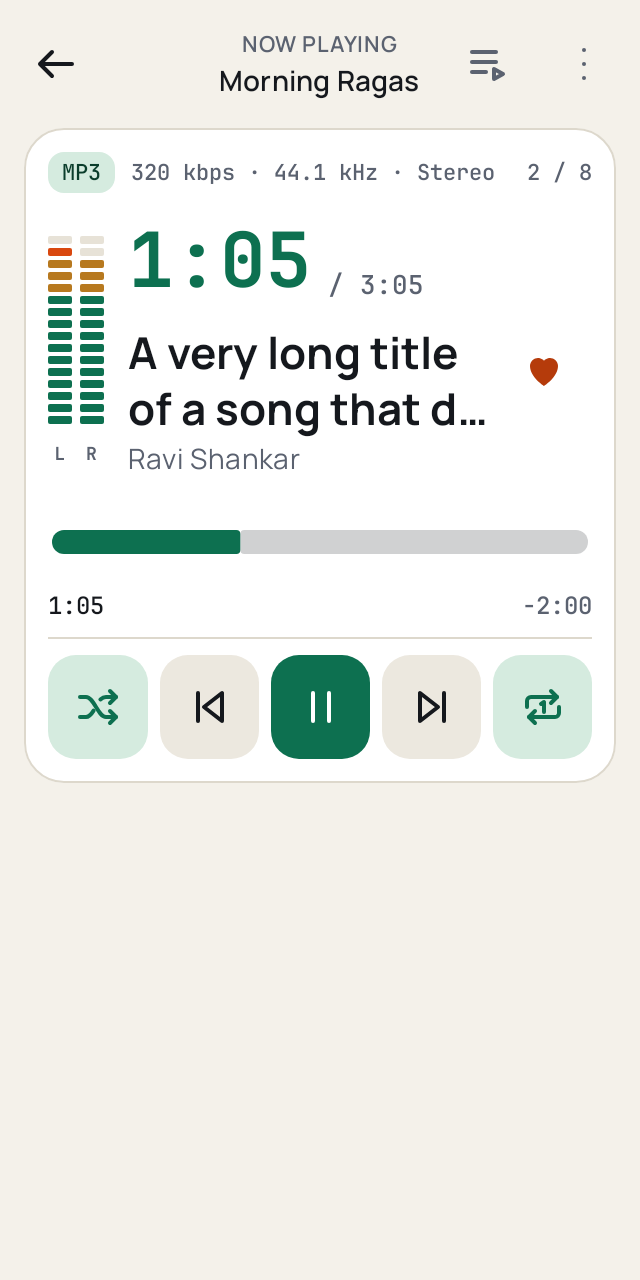 NOW PLAYING
Morning Ragas
MP3 320 kbps · 44.1 kHz · Stereo 2 / 8
1:05 / 3:05
A very long title
of a song that d…
L R
Ravi Shankar
1:05 -2:00
1